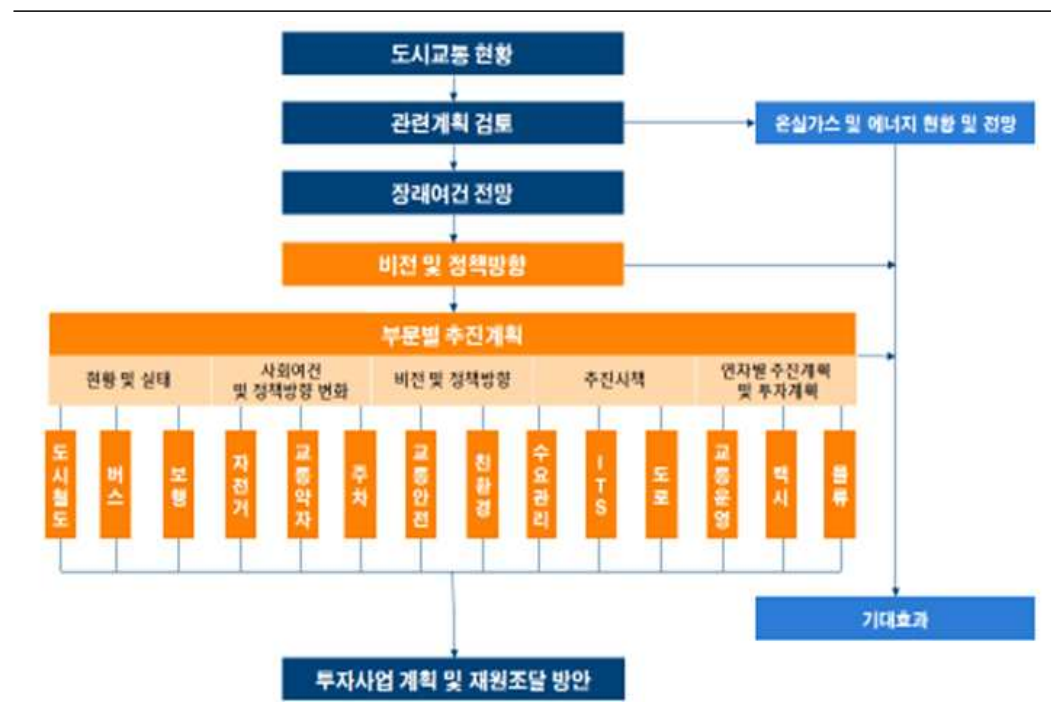 도시교통 현황
관련계획 검토
온실가스 및 에너지 현황 및 전망
장래여건 전망
비전 및 정책방향
부문별 추진계획
현황 및 실태
사회여건
및 정책방향 변화
비전 및 정책방향
추진시책
연차별 추진계획
및 투자계획
도시철도
버스
보행
자전거
교통약자
주차
교통안전
친환경
수요관리
ITS
도로
교통운영
택시
물류
기대효과
투자사업 계획 및 재원조달 방안